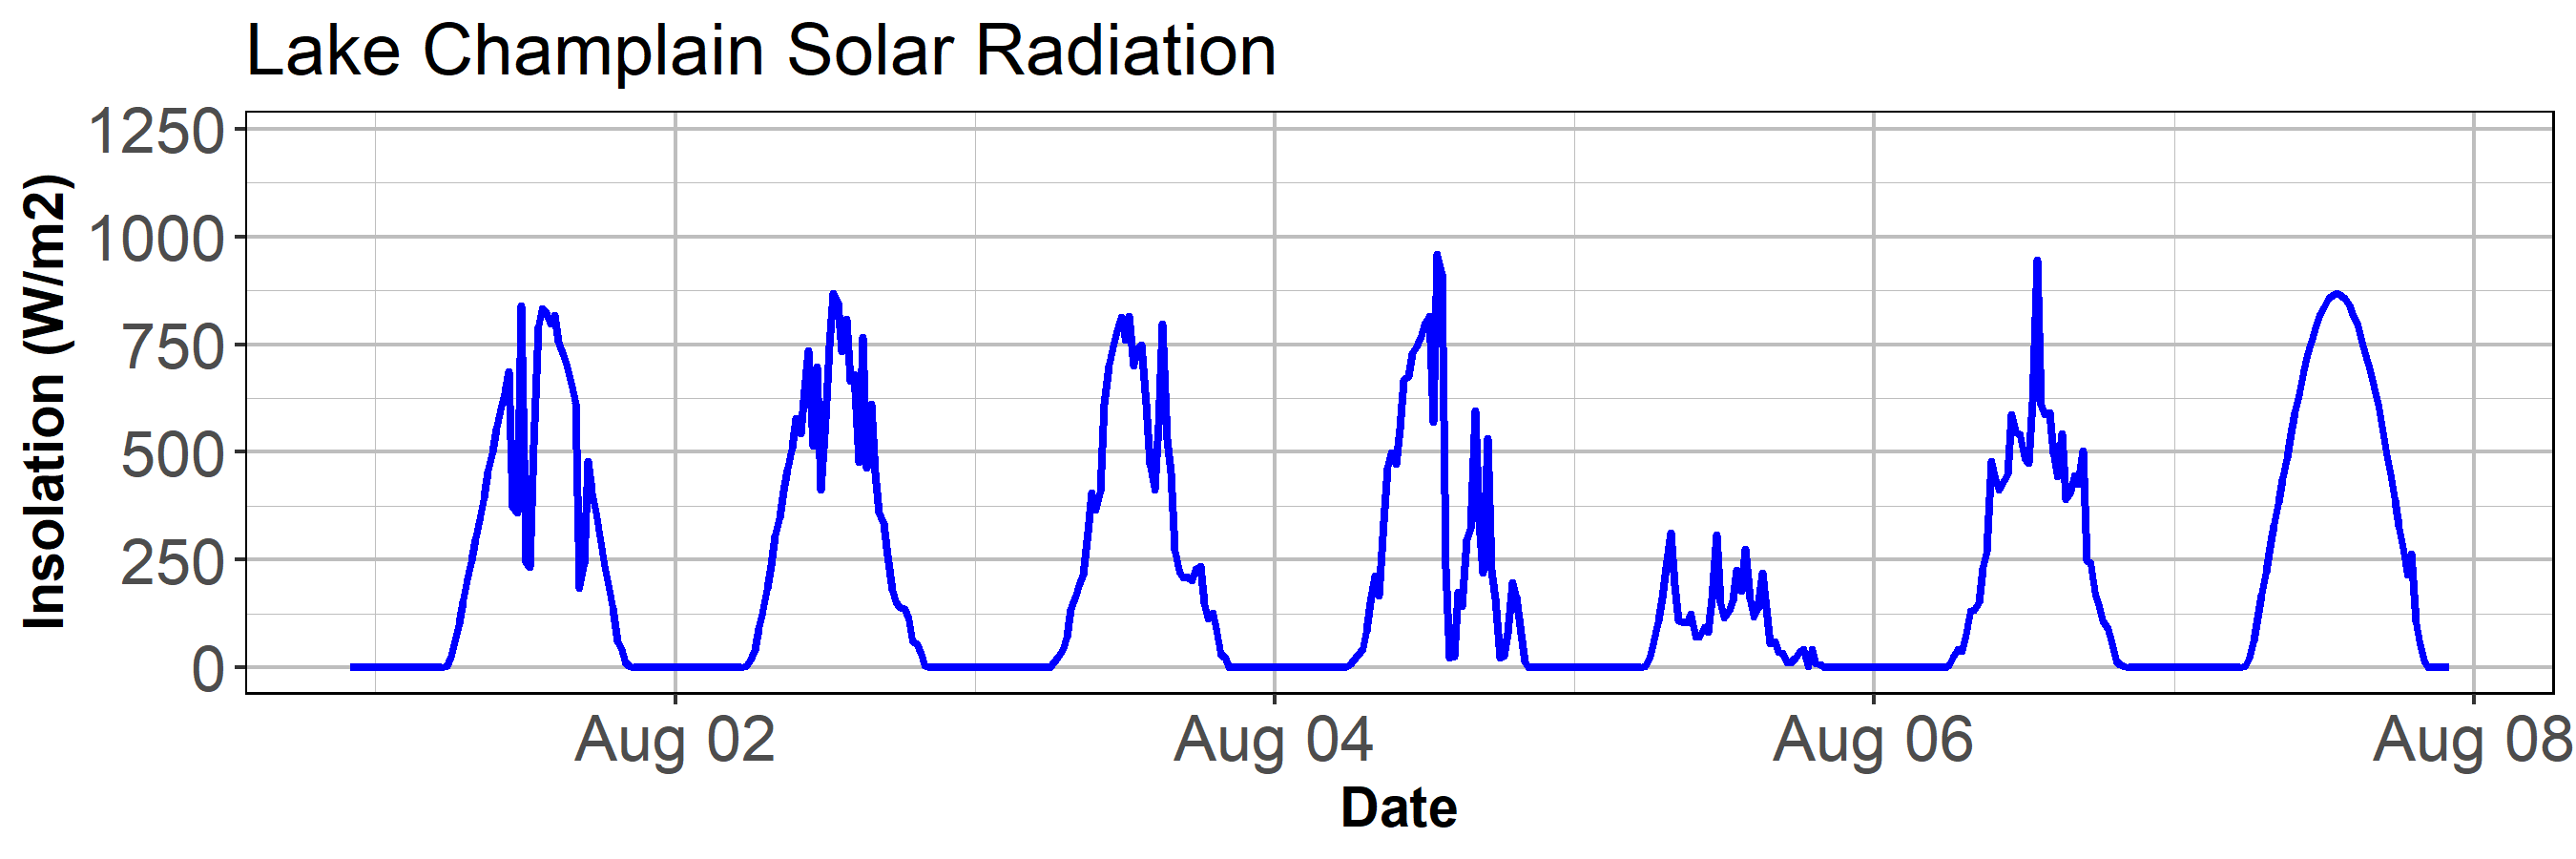 Lake Champlain Solar Radiation
1250
1000
750
500
250
0
Insolation (W/m2)
Aug 02
Aug 04
Aug 06
Aug 08
Date